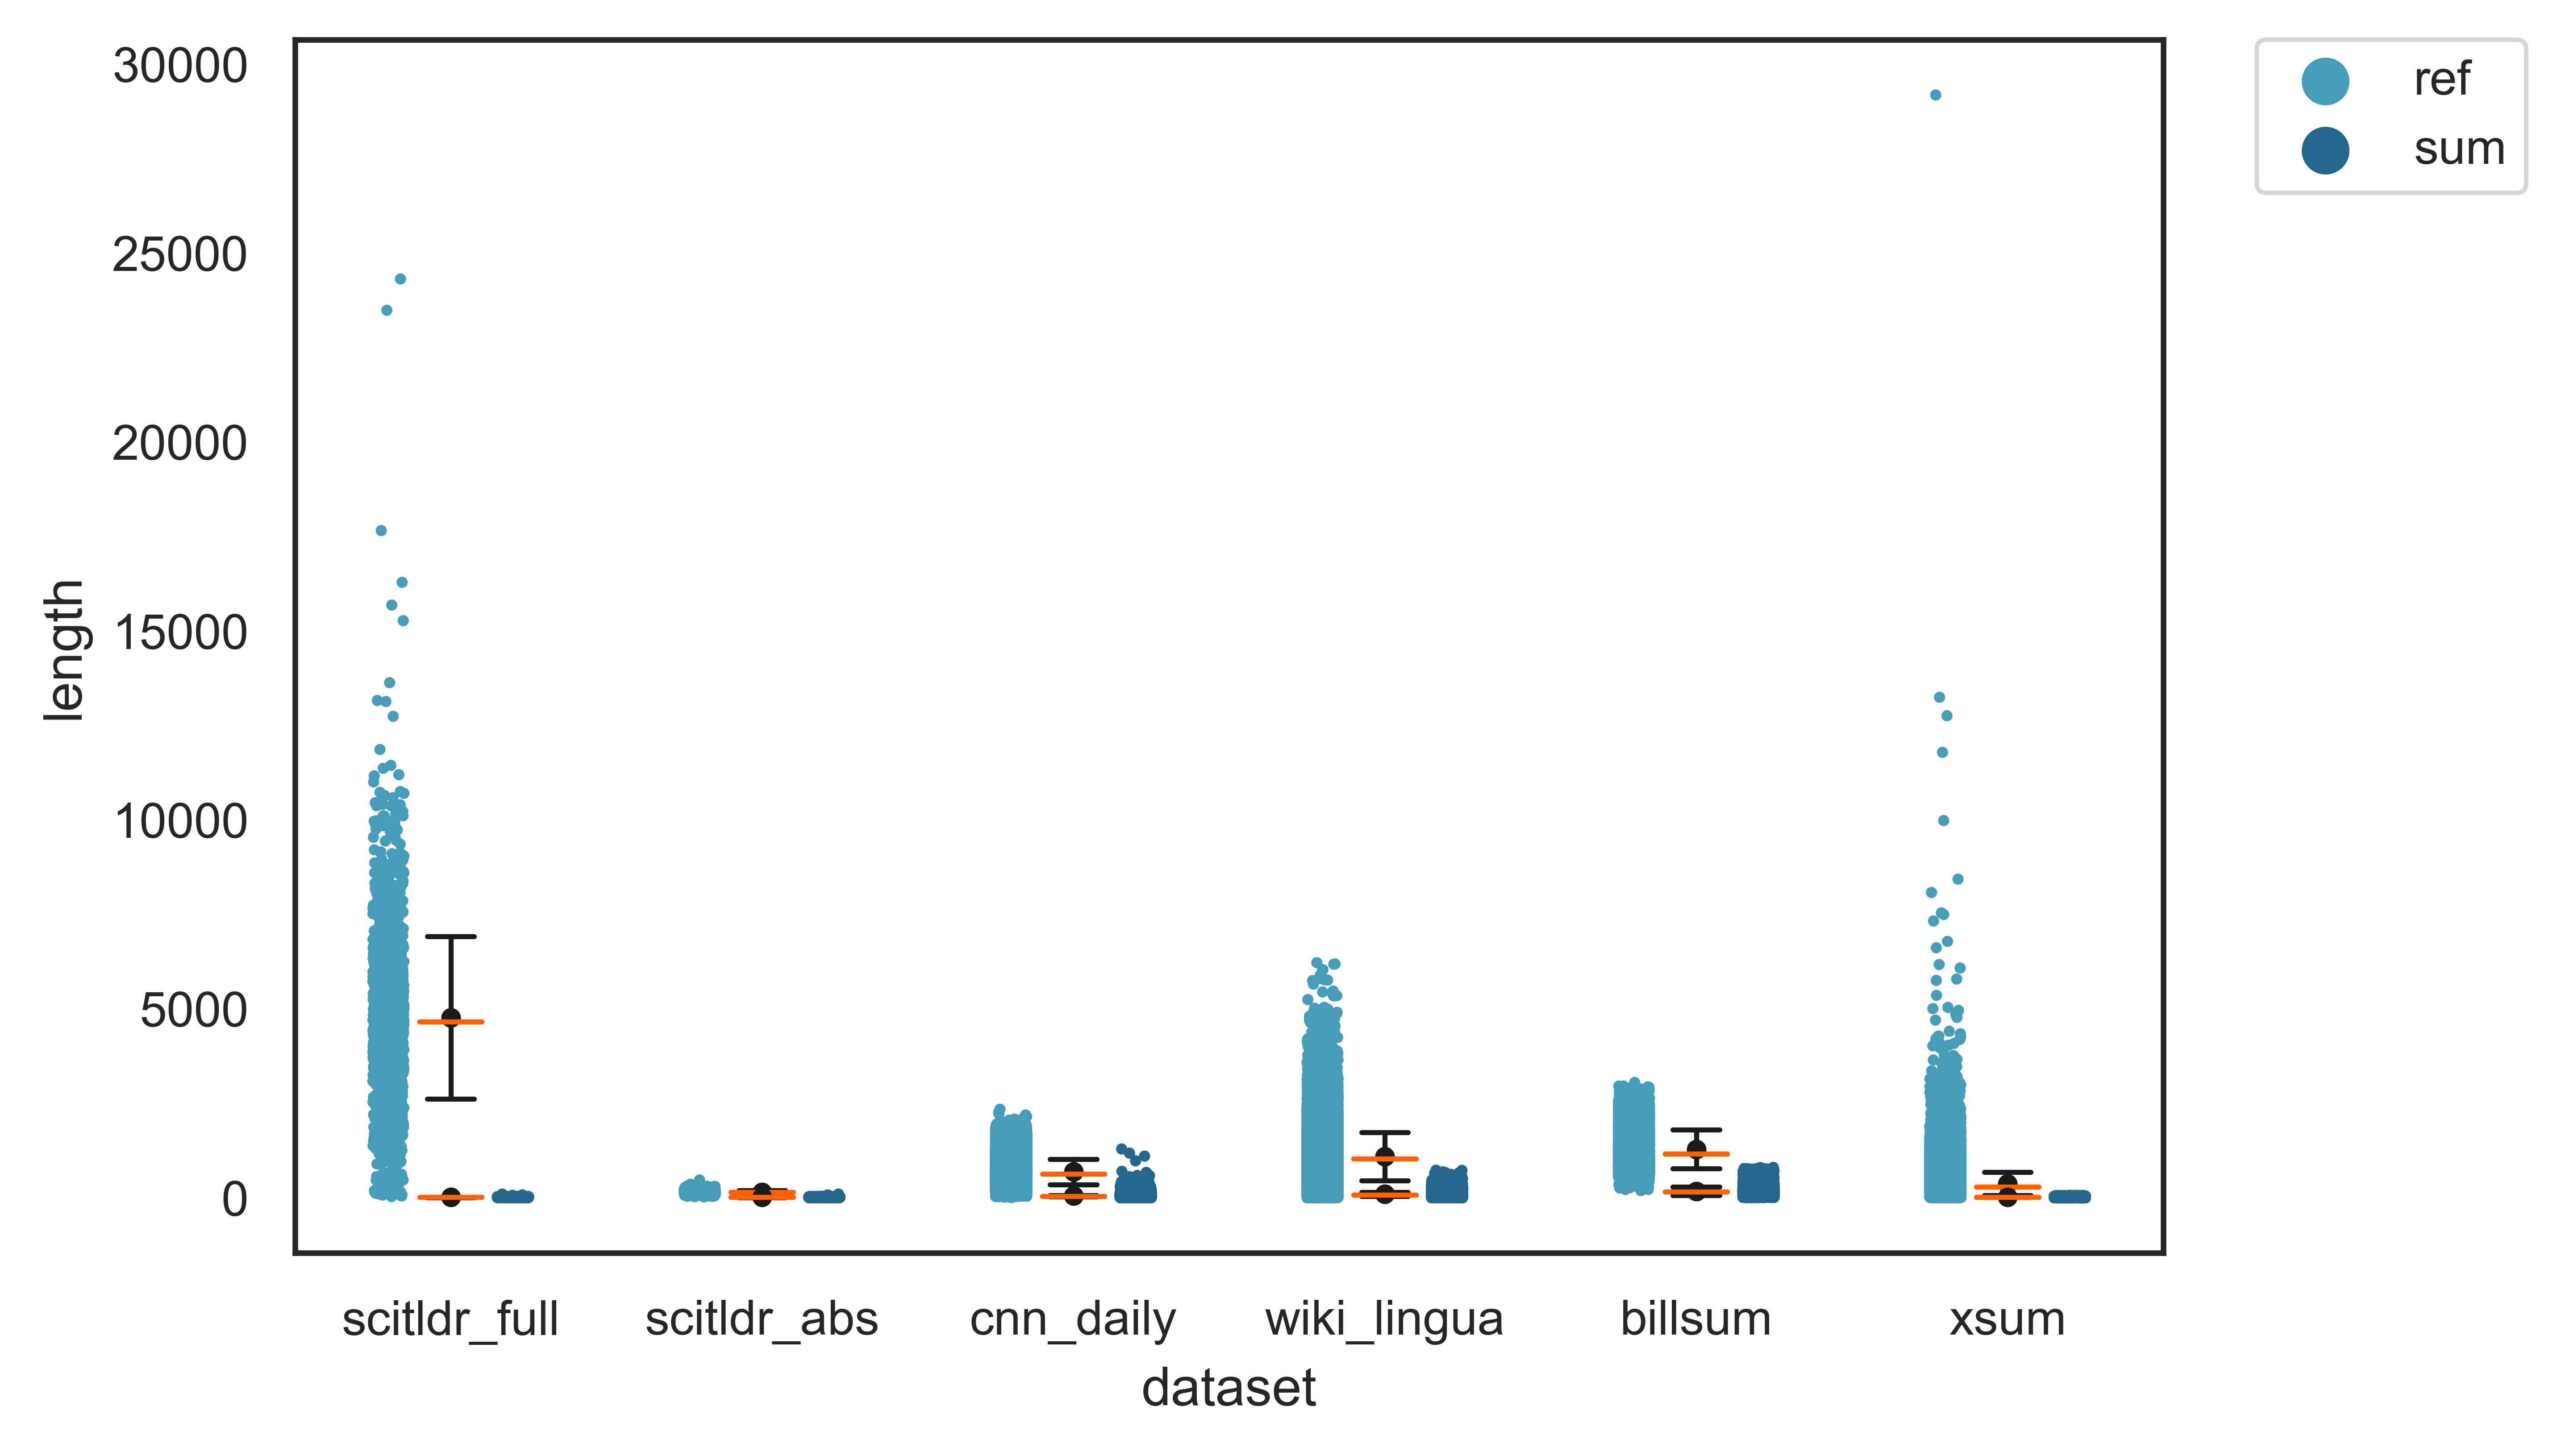 30000
25000
20000
15000
10000
5000
0
length
scitldr_full
scitldr_abs
cnn_daily
wiki_lingua
billsum
xsum
dataset
ref
sum